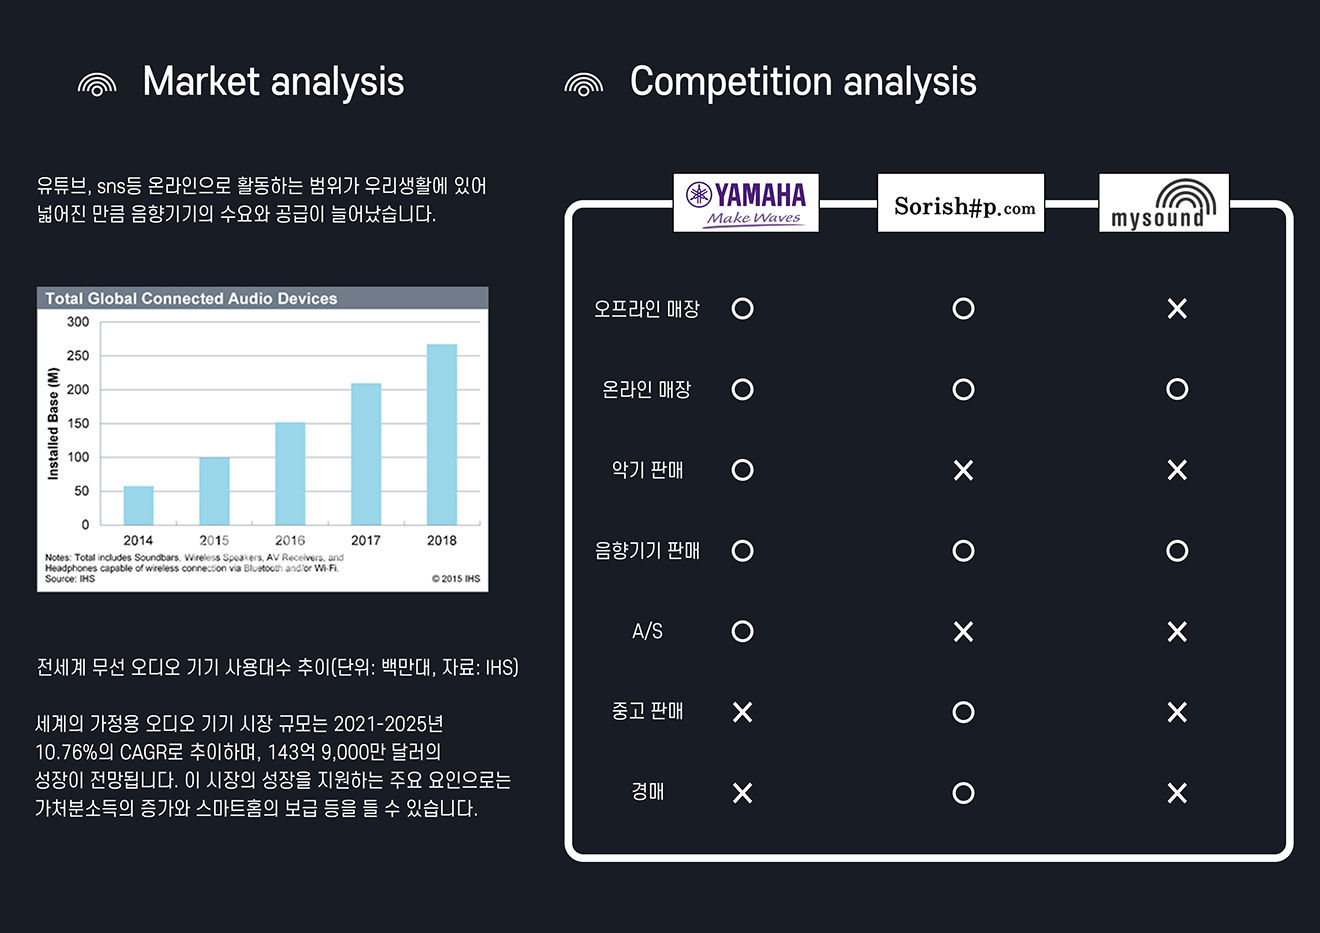 Market analysis
유튜브, sns등 온라인으로 활동하는 범위가 우리생활에 있어
넓어진 만큼 음향기기의 수요와 공급이 늘어났습니다.
Total Global Connected Audio Devices
Installed Base (M)
300
250
200
150
100
50
0
2014 2015 2016 2017 2018
Notes: Total includes Soundbars, Wireless Speakers, AV Receivers, and
Headphones capable of wireless connection via Bluetooth and/or Wi-Fi.
Source: IHS © 2015 IHS
전세계 무선 오디오 기기 사용대수 추이(단위: 백만대, 자료: IHS)
세계의 가정용 오디오 기기 시장 규모는 2021-2025년
10.76%의 CAGR로 추이하며, 143억 9,000만 달러의
성장이 전망됩니다. 이 시장의 성장을 지원하는 주요 요인으로는
가처분소득의 증가와 스마트홈의 보급 등을 들 수 있습니다.
Competition analysis
YAMAHA
Make Waves
Sorish#p.com
mysound
오프라인 매장 O O X
온라인 매장 O O O
악기 판매 O X X
음향기기 판매 O O O
A/S O X X
중고 판매 X O X
경매 X O X